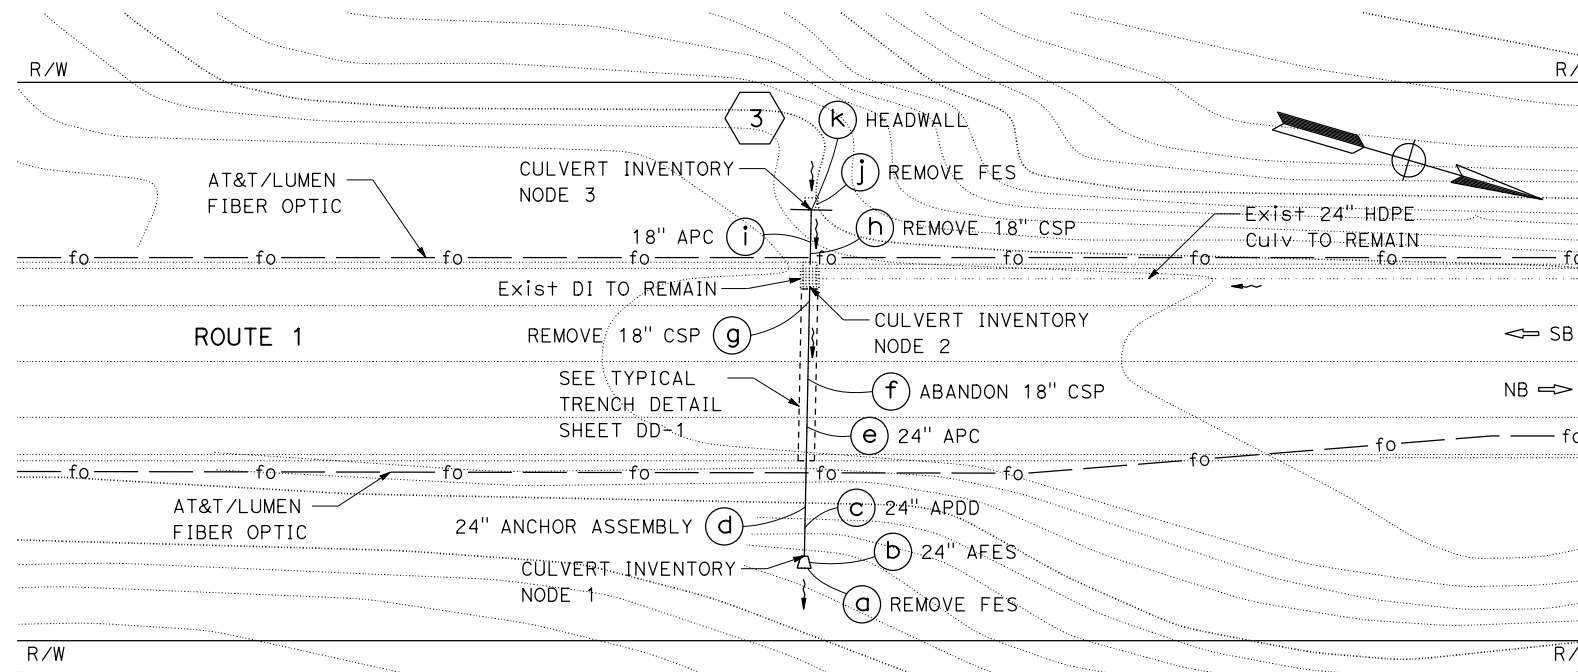 R/W
R/
3
k HEADWALL
CULVERT INVENTORY
NODE 3
j REMOVE FES
AT&T/LUMEN
FIBER OPTIC
Exist 24" HDPE
Culv TO REMAIN
18" APC i
h REMOVE 18" CSP
fo fo fo fo fo fo fo fo fo
Exist DI TO REMAIN
CULVERT INVENTORY
NODE 2
ROUTE 1
REMOVE 18" CSP g
SB
SEE TYPICAL
TRENCH DETAIL
SHEET DD-1
f ABANDON 18" CSP
NB
e 24" APC
fo fo fo fo fo fo fo fo fo
AT&T/LUMEN
FIBER OPTIC
c 24" APDD
24" ANCHOR ASSEMBLY d
b 24" AFES
CULVERT INVENTORY
NODE 1
a REMOVE FES
R/W
R/